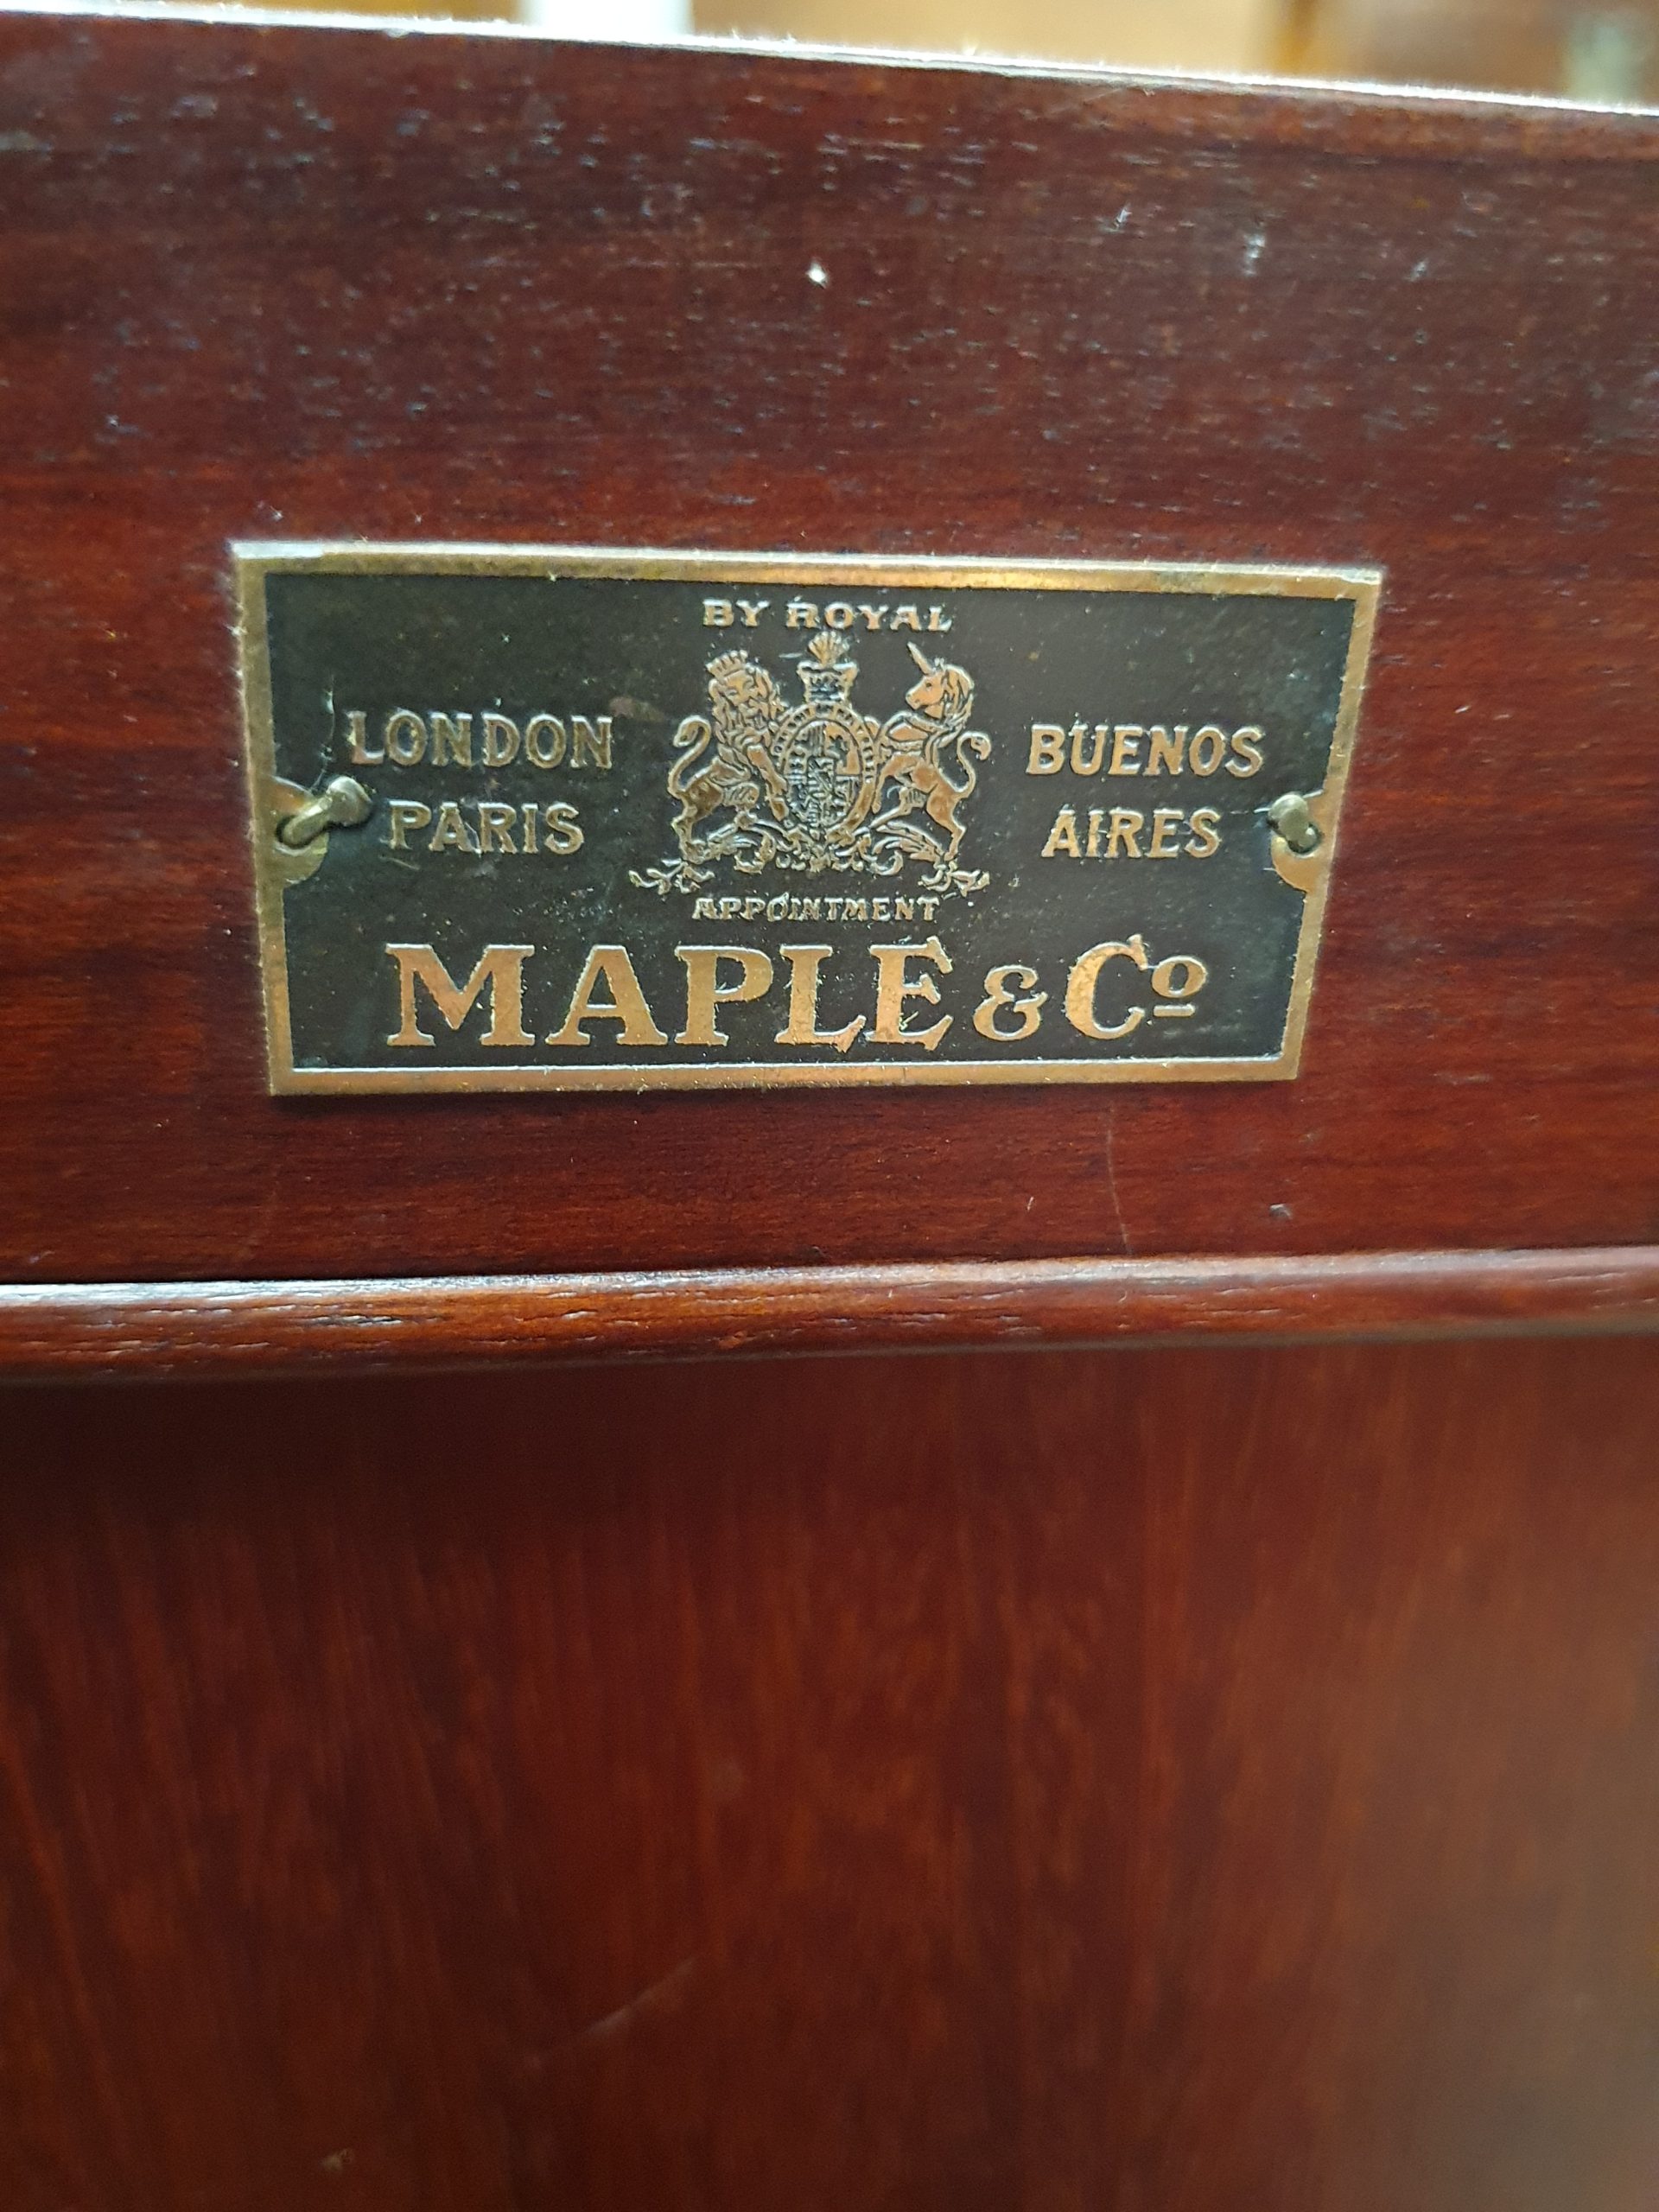 BY ROYAL
LONDON
PARIS
BUENOS
AIRES
APPOINTMENT
MAPLE & Cº